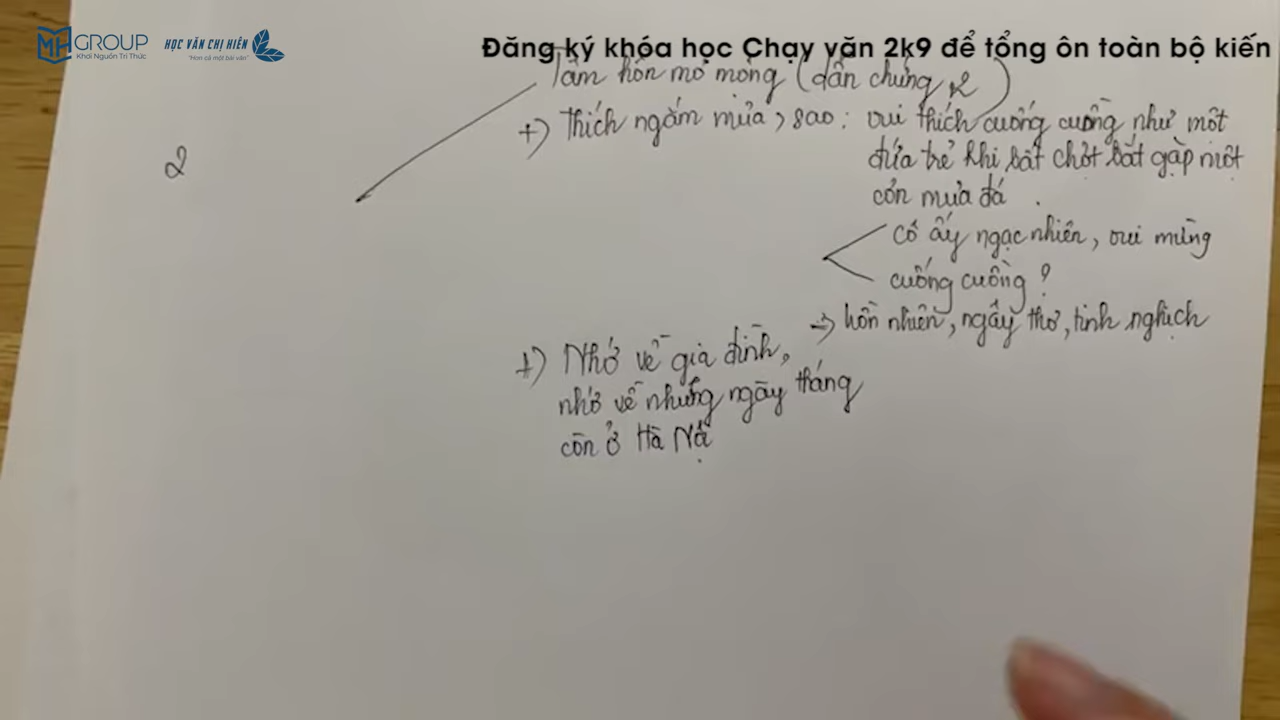 MH GROUP
Khơi Nguồn Tri Thức
HỌC VĂN CHỊ HIÊN
"Hơn cả một bài văn"
Đăng ký khóa học Chạy văn 2k9 để tổng ôn toàn bộ kiến
Tâm hồn mơ mộng (dẫn chứng 2)
+) Thích ngắm mưa, sao: vui thích cuống cuồng như một
đứa trẻ khi bất chợt bắt gặp một
cơn mưa đá.
2
cô ấy ngạc nhiên, vui mừng
cuống cuồng?
-> hồn nhiên, ngây thơ, tinh nghịch
+) Nhớ về gia đình,
nhớ về những ngày tháng
còn ở Hà Nội